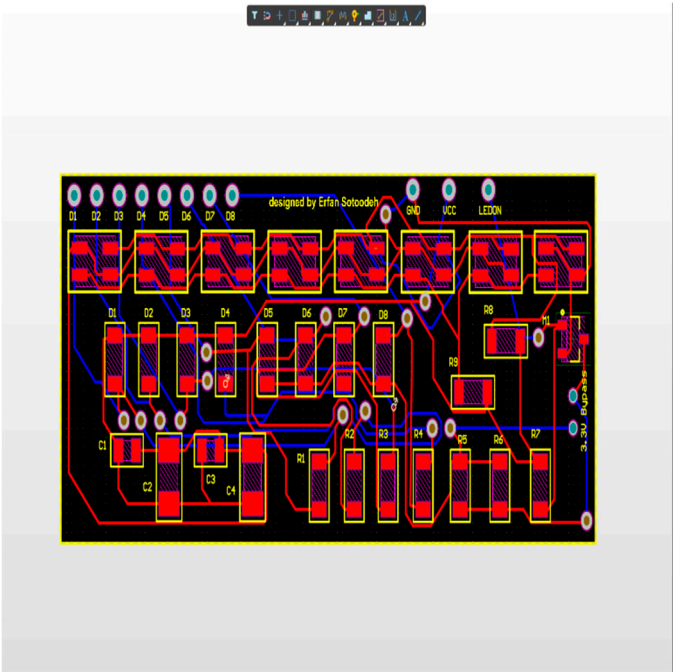 designed by Erfan Sotoodeh
D1 D2 D3 D4 D5 D6 D7 D8 GND VCC LEDON
D1 D2 D3 D4 D5 D6 D7 D8 R8 M1
R9
3.3V Bypass
C1 C2 C3 C4 R1 R2 R3 R4 R5 R6 R7